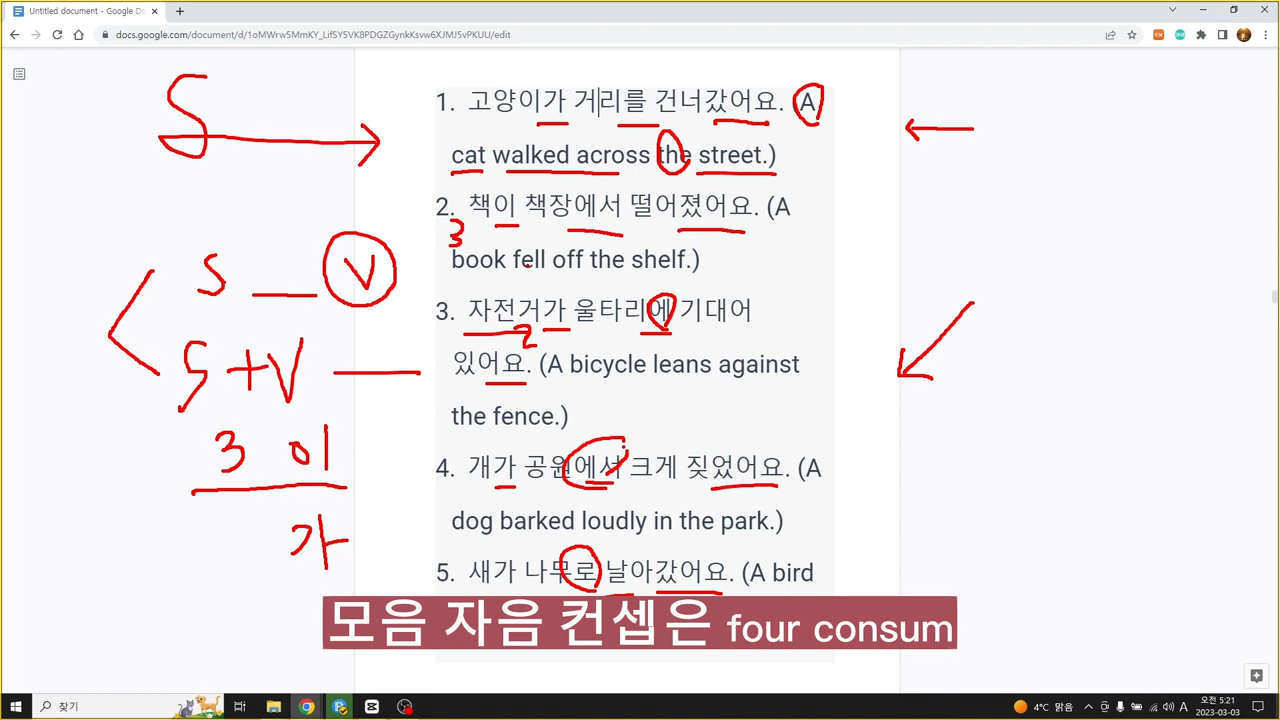 Untitled document - Google Do
docs.google.com/document/d/1oMWrw5MmKY_LifSY5VK8PDGZGynkKsvw6XJMJ5vPKUU/edit
1. 고양이가 거리를 건너갔어요. (A
cat walked across the street.)
2. 책이 책장에서 떨어졌어요. (A
book fell off the shelf.)
3. 자전거가 울타리에 기대어
있어요. (A bicycle leans against
the fence.)
4. 개가 공원에서 크게 짖었어요. (A
dog barked loudly in the park.)
5. 새가 나무로 날아갔어요. (A bird
S
S V
S+V
3 이
가
3
2
모음 자음 컨셉은 four consum
찾기
4°C 맑음
A
오전 5:21
2023-03-03